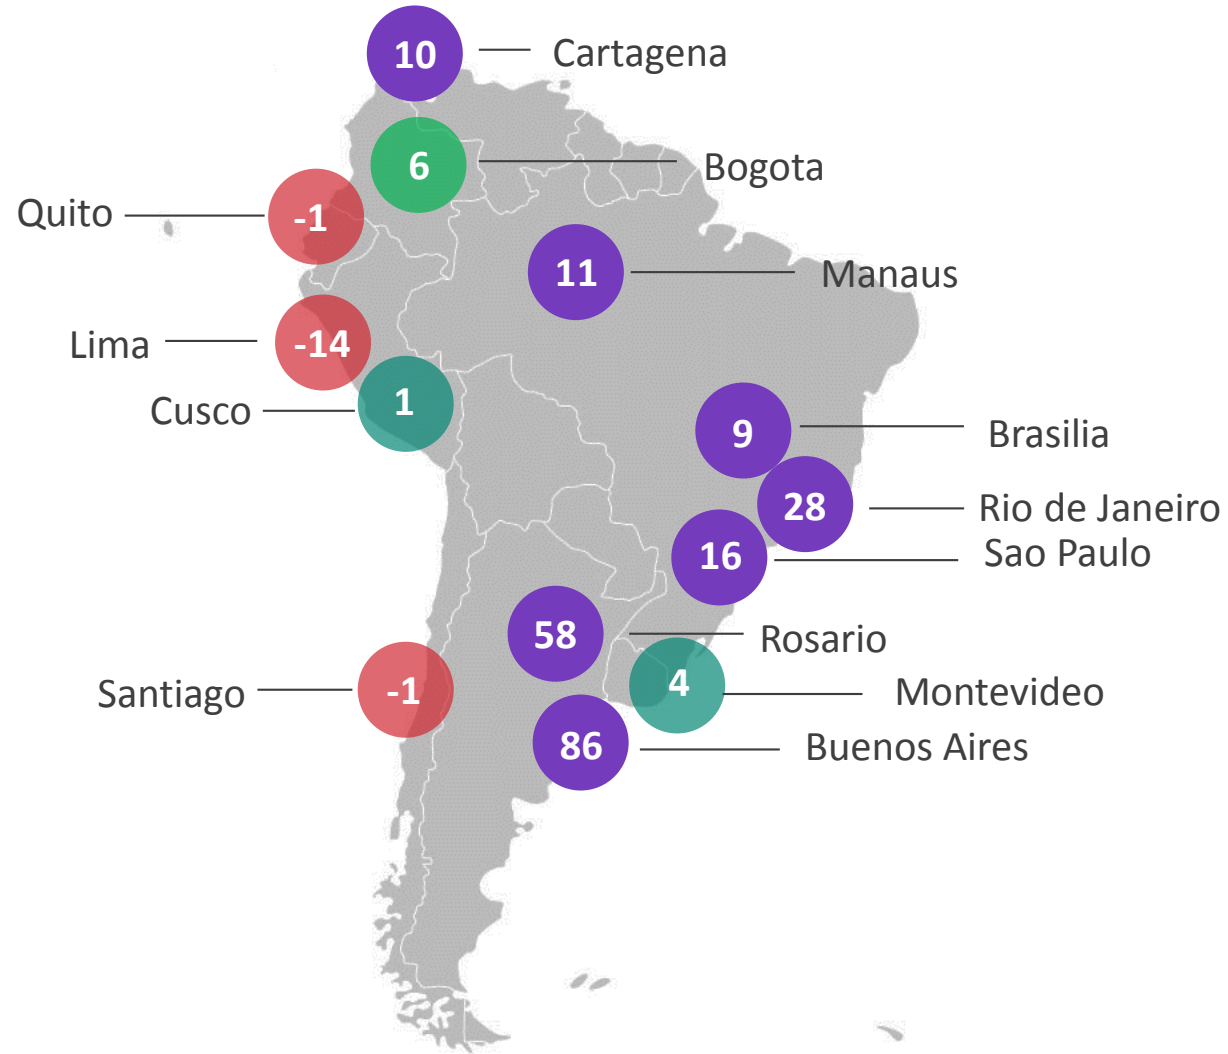 10 Cartagena
6 Bogota
Quito -1
11 Manaus
Lima -14
Cusco 1
9 Brasilia
28 Rio de Janeiro
16 Sao Paulo
58 Rosario
Santiago -1
4 Montevideo
86 Buenos Aires